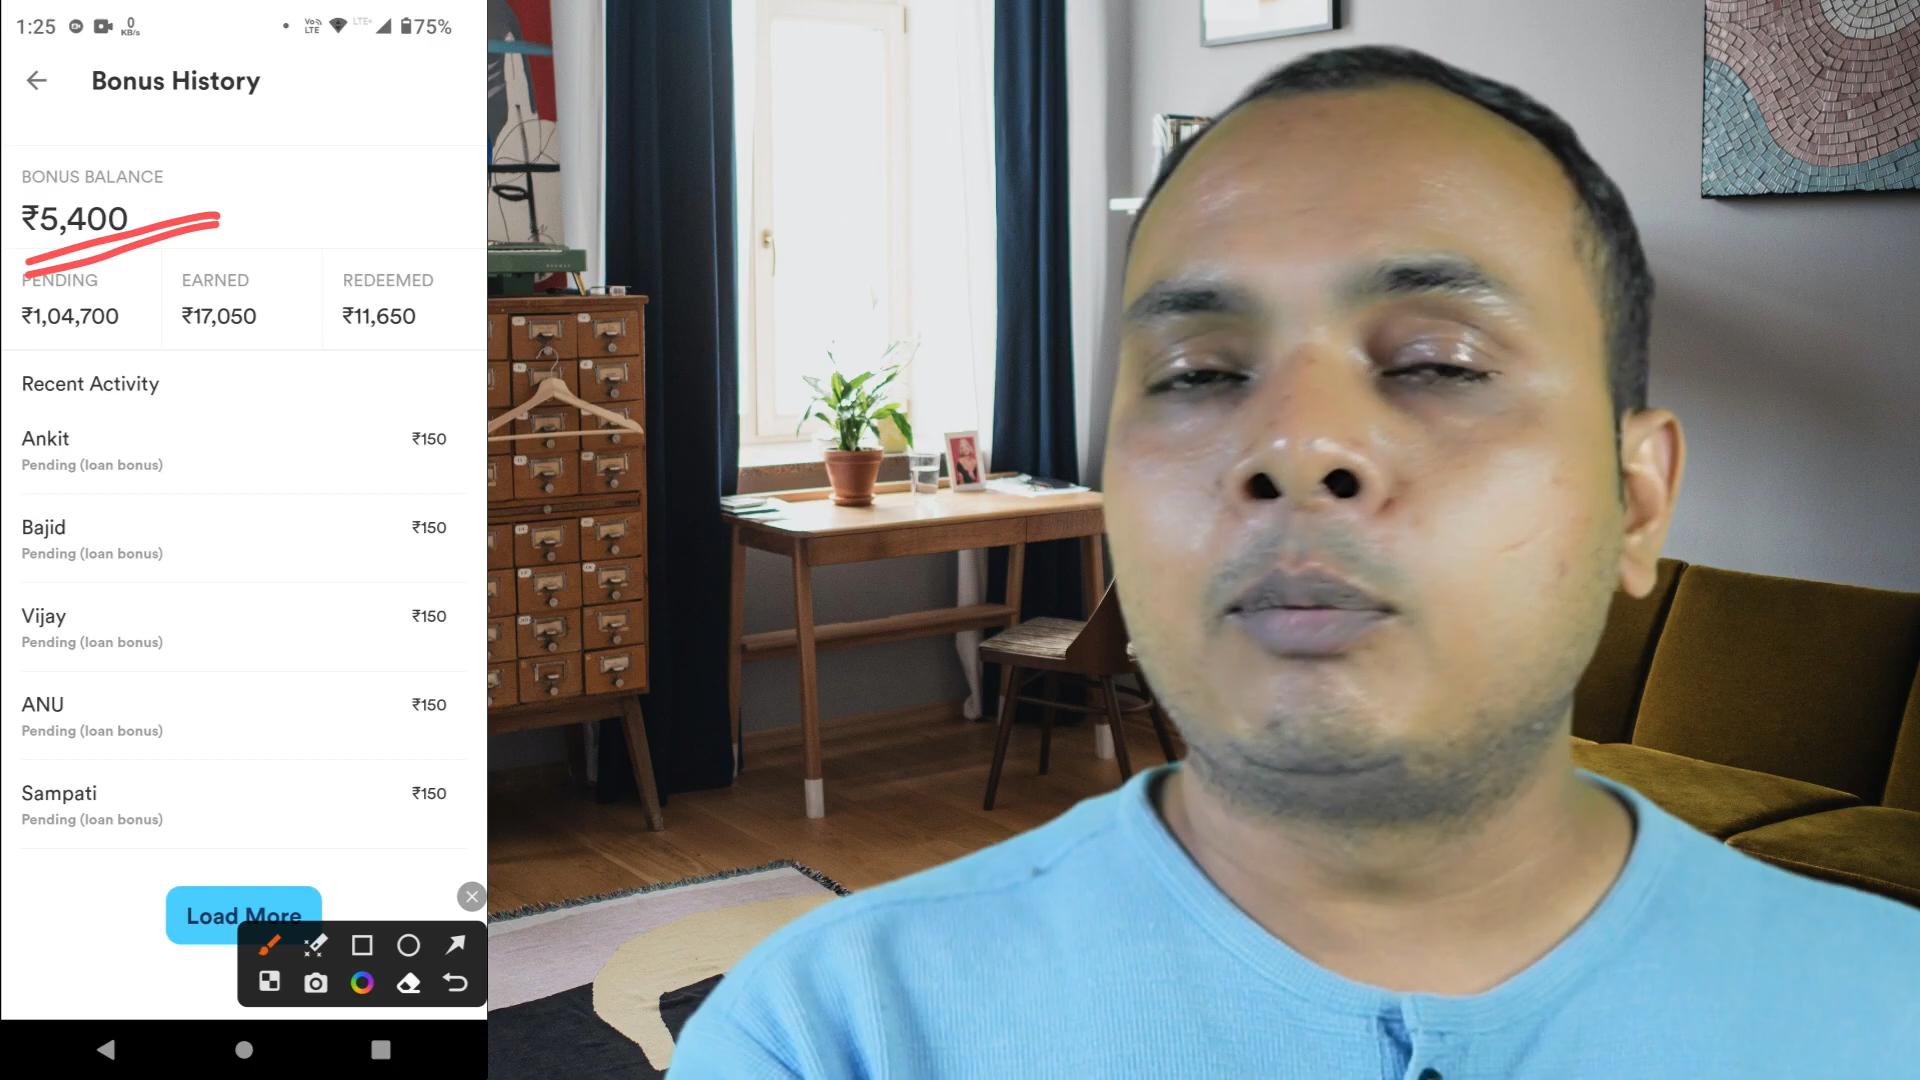 1:25 0 KB/s Vo LTE LTE+ 75%
Bonus History
BONUS BALANCE
₹5,400
PENDING EARNED REDEEMED
₹1,04,700 ₹17,050 ₹11,650
Recent Activity
Ankit ₹150
Pending (loan bonus)
Bajid ₹150
Pending (loan bonus)
Vijay ₹150
Pending (loan bonus)
ANU ₹150
Pending (loan bonus)
Sampati ₹150
Pending (loan bonus)
Load More